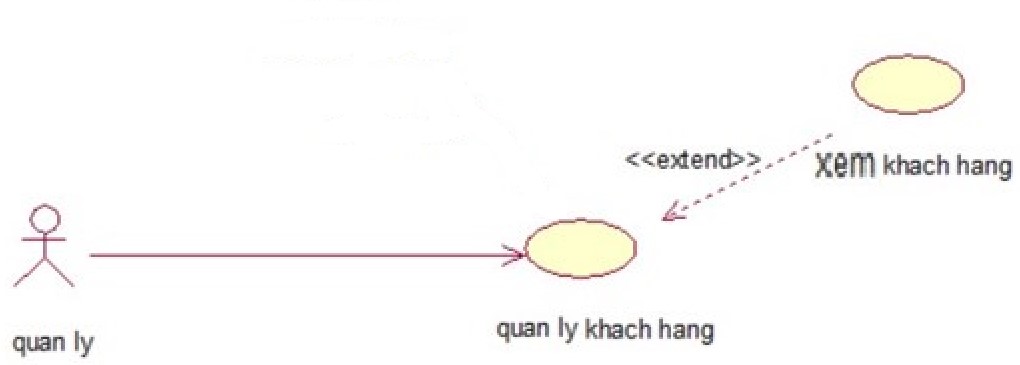 <<extend>>
xem khach hang
quan ly khach hang
quan ly